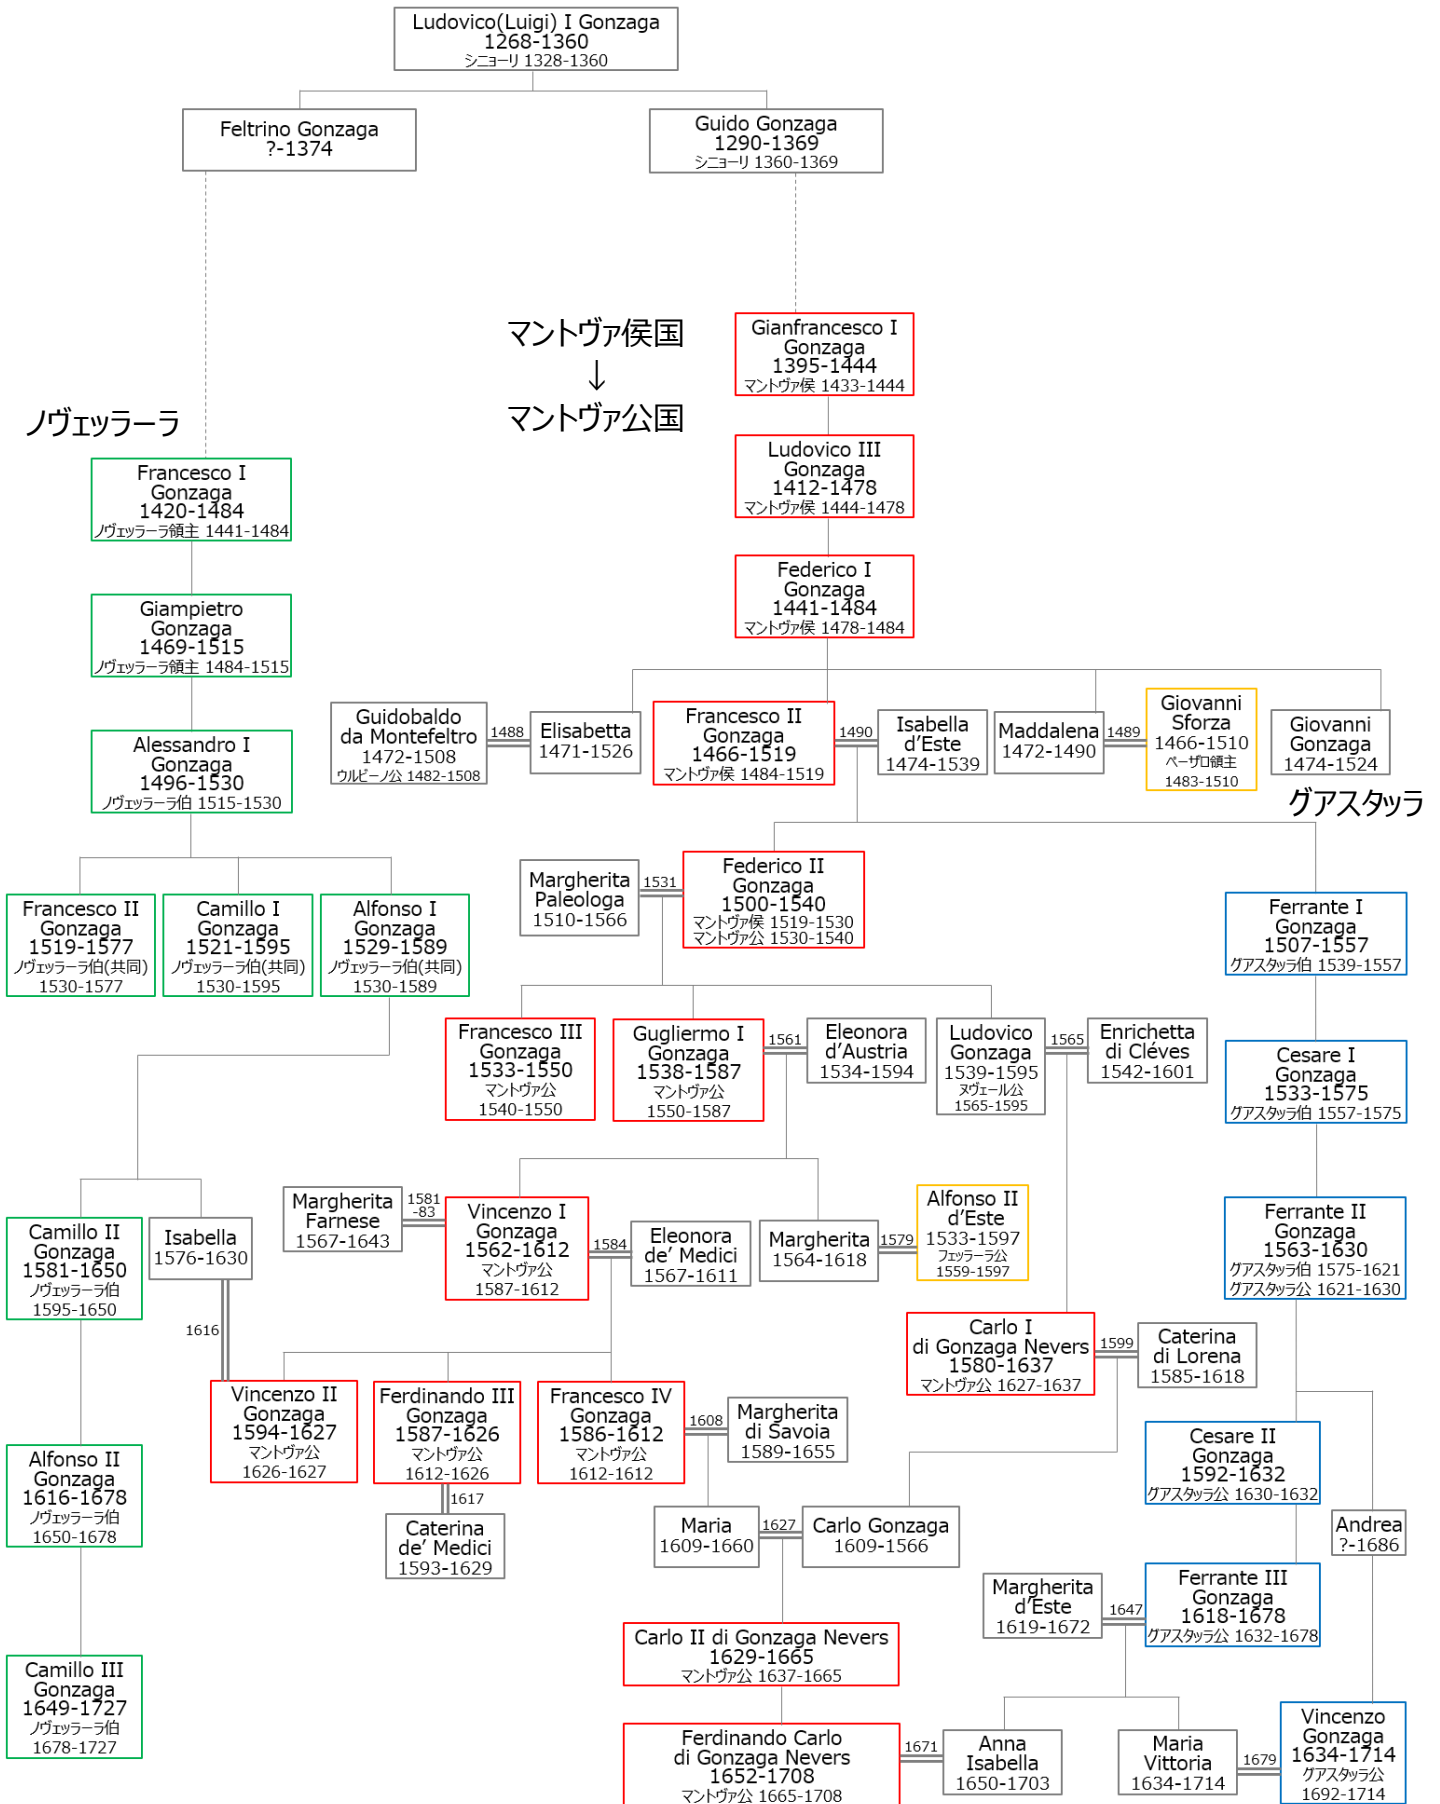 Ludovico(Luigi) I Gonzaga
1268-1360
シニョーリ 1328-1360
Feltrino Gonzaga
?-1374
Guido Gonzaga
1290-1369
シニョーリ 1360-1369
マントヴァ侯国
↓
マントヴァ公国
Gianfrancesco I
Gonzaga
1395-1444
マントヴァ侯 1433-1444
ノヴェッラーラ
Francesco I
Gonzaga
1420-1484
ノヴェッラーラ領主 1441-1484
Ludovico III
Gonzaga
1412-1478
マントヴァ侯 1444-1478
Giampietro
Gonzaga
1469-1515
ノヴェッラーラ領主 1484-1515
Federico I
Gonzaga
1441-1484
マントヴァ侯 1478-1484
Alessandro I
Gonzaga
1496-1530
ノヴェッラーラ伯 1515-1530
Guidobaldo
da Montefeltro
1472-1508
ウルビーノ公 1482-1508
1488
Elisabetta
1471-1526
Francesco II
Gonzaga
1466-1519
マントヴァ侯 1484-1519
1490
Isabella
d'Este
1474-1539
Maddalena
1472-1490
1489
Giovanni
Sforza
1466-1510
ペーザロ領主
1483-1510
Giovanni
Gonzaga
1474-1524
グアスタッラ
Francesco II
Gonzaga
1519-1577
ノヴェッラーラ伯(共同)
1530-1577
Camillo I
Gonzaga
1521-1595
ノヴェッラーラ伯(共同)
1530-1595
Alfonso I
Gonzaga
1529-1589
ノヴェッラーラ伯(共同)
1530-1589
Margherita
Paleologa
1510-1566
1531
Federico II
Gonzaga
1500-1540
マントヴァ侯 1519-1530
マントヴァ公 1530-1540
Ferrante I
Gonzaga
1507-1557
グアスタッラ伯 1539-1557
Francesco III
Gonzaga
1533-1550
マントヴァ公
1540-1550
Gugliermo I
Gonzaga
1538-1587
マントヴァ公
1550-1587
1561
Eleonora
d'Austria
1534-1594
Ludovico
Gonzaga
1539-1595
ヌヴェール公
1565-1595
1565
Enrichetta
di Cléves
1542-1601
Cesare I
Gonzaga
1533-1575
グアスタッラ伯 1557-1575
Camillo II
Gonzaga
1581-1650
ノヴェッラーラ伯
1595-1650
Isabella
1576-1630
Margherita
Farnese
1567-1643
1581
-83
Vincenzo I
Gonzaga
1562-1612
マントヴァ公
1587-1612
1584
Eleonora
de' Medici
1567-1611
Margherita
1564-1618
1579
Alfonso II
d'Este
1533-1597
フェッラーラ公
1559-1597
Ferrante II
Gonzaga
1563-1630
グアスタッラ伯 1575-1621
グアスタッラ公 1621-1630
1616
Carlo I
di Gonzaga Nevers
1580-1637
マントヴァ公 1627-1637
1599
Caterina
di Lorena
1585-1618
Vincenzo II
Gonzaga
1594-1627
マントヴァ公
1626-1627
Ferdinando III
Gonzaga
1587-1626
マントヴァ公
1612-1626
Francesco IV
Gonzaga
1586-1612
マントヴァ公
1612-1612
1608
Margherita
di Savoia
1589-1655
Cesare II
Gonzaga
1592-1632
グアスタッラ公 1630-1632
Alfonso II
Gonzaga
1616-1678
ノヴェッラーラ伯
1650-1678
1617
Caterina
de' Medici
1593-1629
Maria
1609-1660
1627
Carlo Gonzaga
1609-1566
Andrea
?-1686
Margherita
d'Este
1619-1672
1647
Ferrante III
Gonzaga
1618-1678
グアスタッラ公 1632-1678
Carlo II di Gonzaga Nevers
1629-1665
マントヴァ公 1637-1665
Camillo III
Gonzaga
1649-1727
ノヴェッラーラ伯
1678-1727
Ferdinando Carlo
di Gonzaga Nevers
1652-1708
マントヴァ公 1665-1708
1671
Anna
Isabella
1650-1703
Maria
Vittoria
1634-1714
1679
Vincenzo
Gonzaga
1634-1714
グアスタッラ公
1692-1714